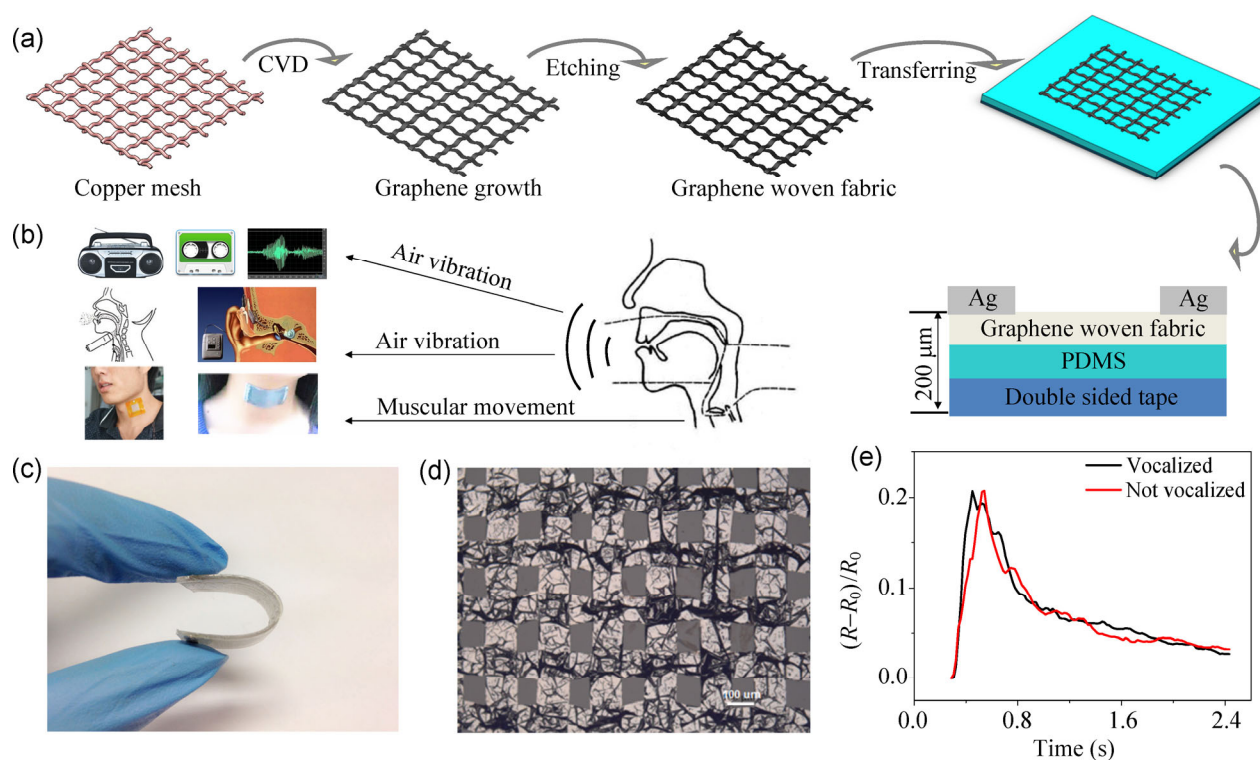 (a)
CVD
Etching
Transferring
Copper mesh
Graphene growth
Graphene woven fabric
(b)
Air vibration
Air vibration
Muscular movement
Ag
Ag
Graphene woven fabric
PDMS
Double sided tape
200 μm
(c)
(d)
100 um
(e)
Vocalized
Not vocalized
(R–R₀)/R₀
0.2
0.1
0.0
0.0
0.8
1.6
2.4
Time (s)